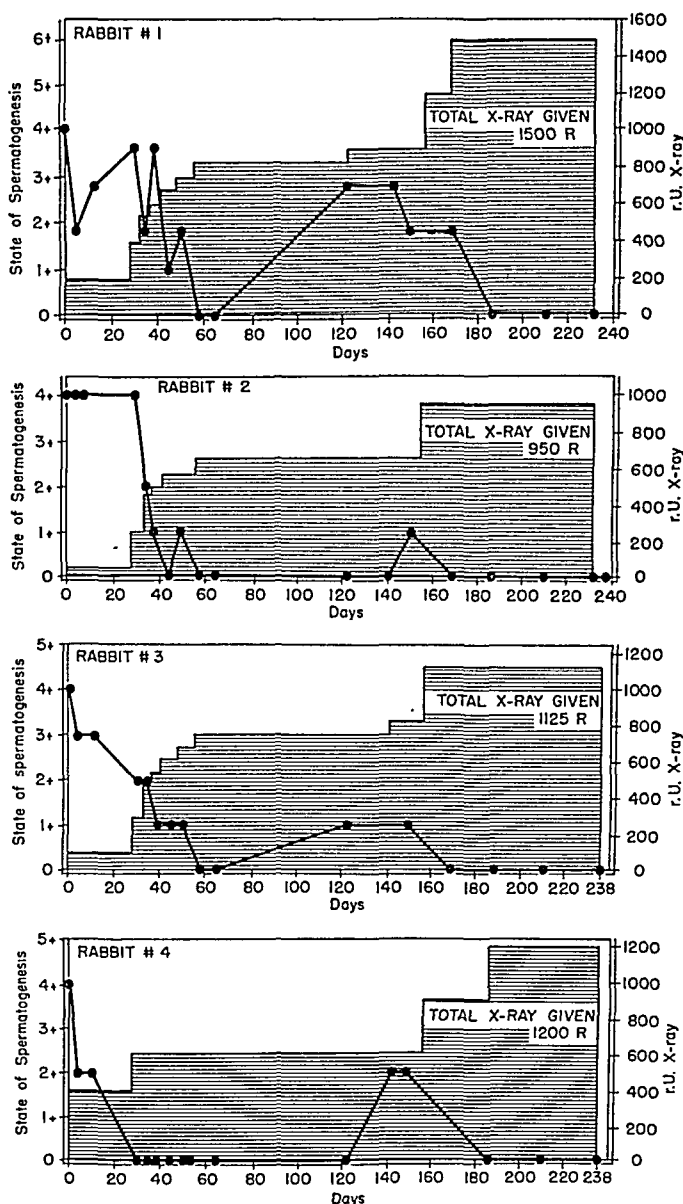 RABBIT # 1
6+
5+
4+
3+
2+
1+
0
State of Spermatogenesis
TOTAL X-RAY GIVEN
1500 R
1600
1400
1200
1000
800
600
400
200
0
r.U. X-ray
0 20 40 60 80 100 120 140 160 180 200 220 240
Days
RABBIT # 2
4+
3+
2+
1+
0
State of Spermatogenesis
TOTAL X-RAY GIVEN
950 R
1000
800
600
400
300
200
0
r.U. X-ray
0 20 40 60 80 100 120 140 160 180 200 220 240
Days
RABBIT # 3
5+
4+
3+
2+
1+
0
State of spermatogenesis
TOTAL X-RAY GIVEN
1125 R
1200
1000
800
600
400
200
0
r.U. X-ray
0 20 40 60 80 100 120 140 160 180 200 220 238
Days
RABBIT # 4
5+
4+
3+
2+
1+
0
State of Spermatogenesis
TOTAL X-RAY GIVEN
1200 R
1200
1000
800
600
400
200
0
r.U. X-ray
0 20 40 60 80 100 120 140 160 180 200 220 238
Days